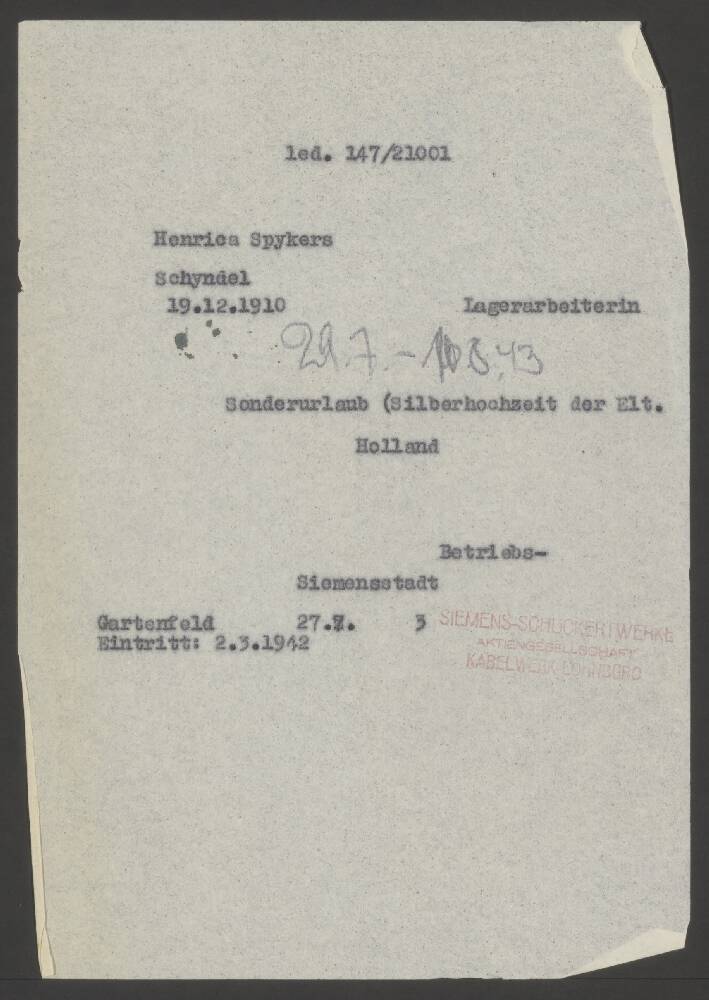 led. 147/21001
Henrica Spykers
Schyndel
19.12.1910 Lagerarbeiterin
29.7. - 10.8.43
Sonderurlaub (Silberhochzeit der Elt.
Holland
Betriebs-
Siemensstadt
Gartenfeld 27.7. 3
SIEMENS-SCHUCKERTWERKE
Eintritt: 2.3.1942
AKTIENGESELLSCHAFT
KABELWERK